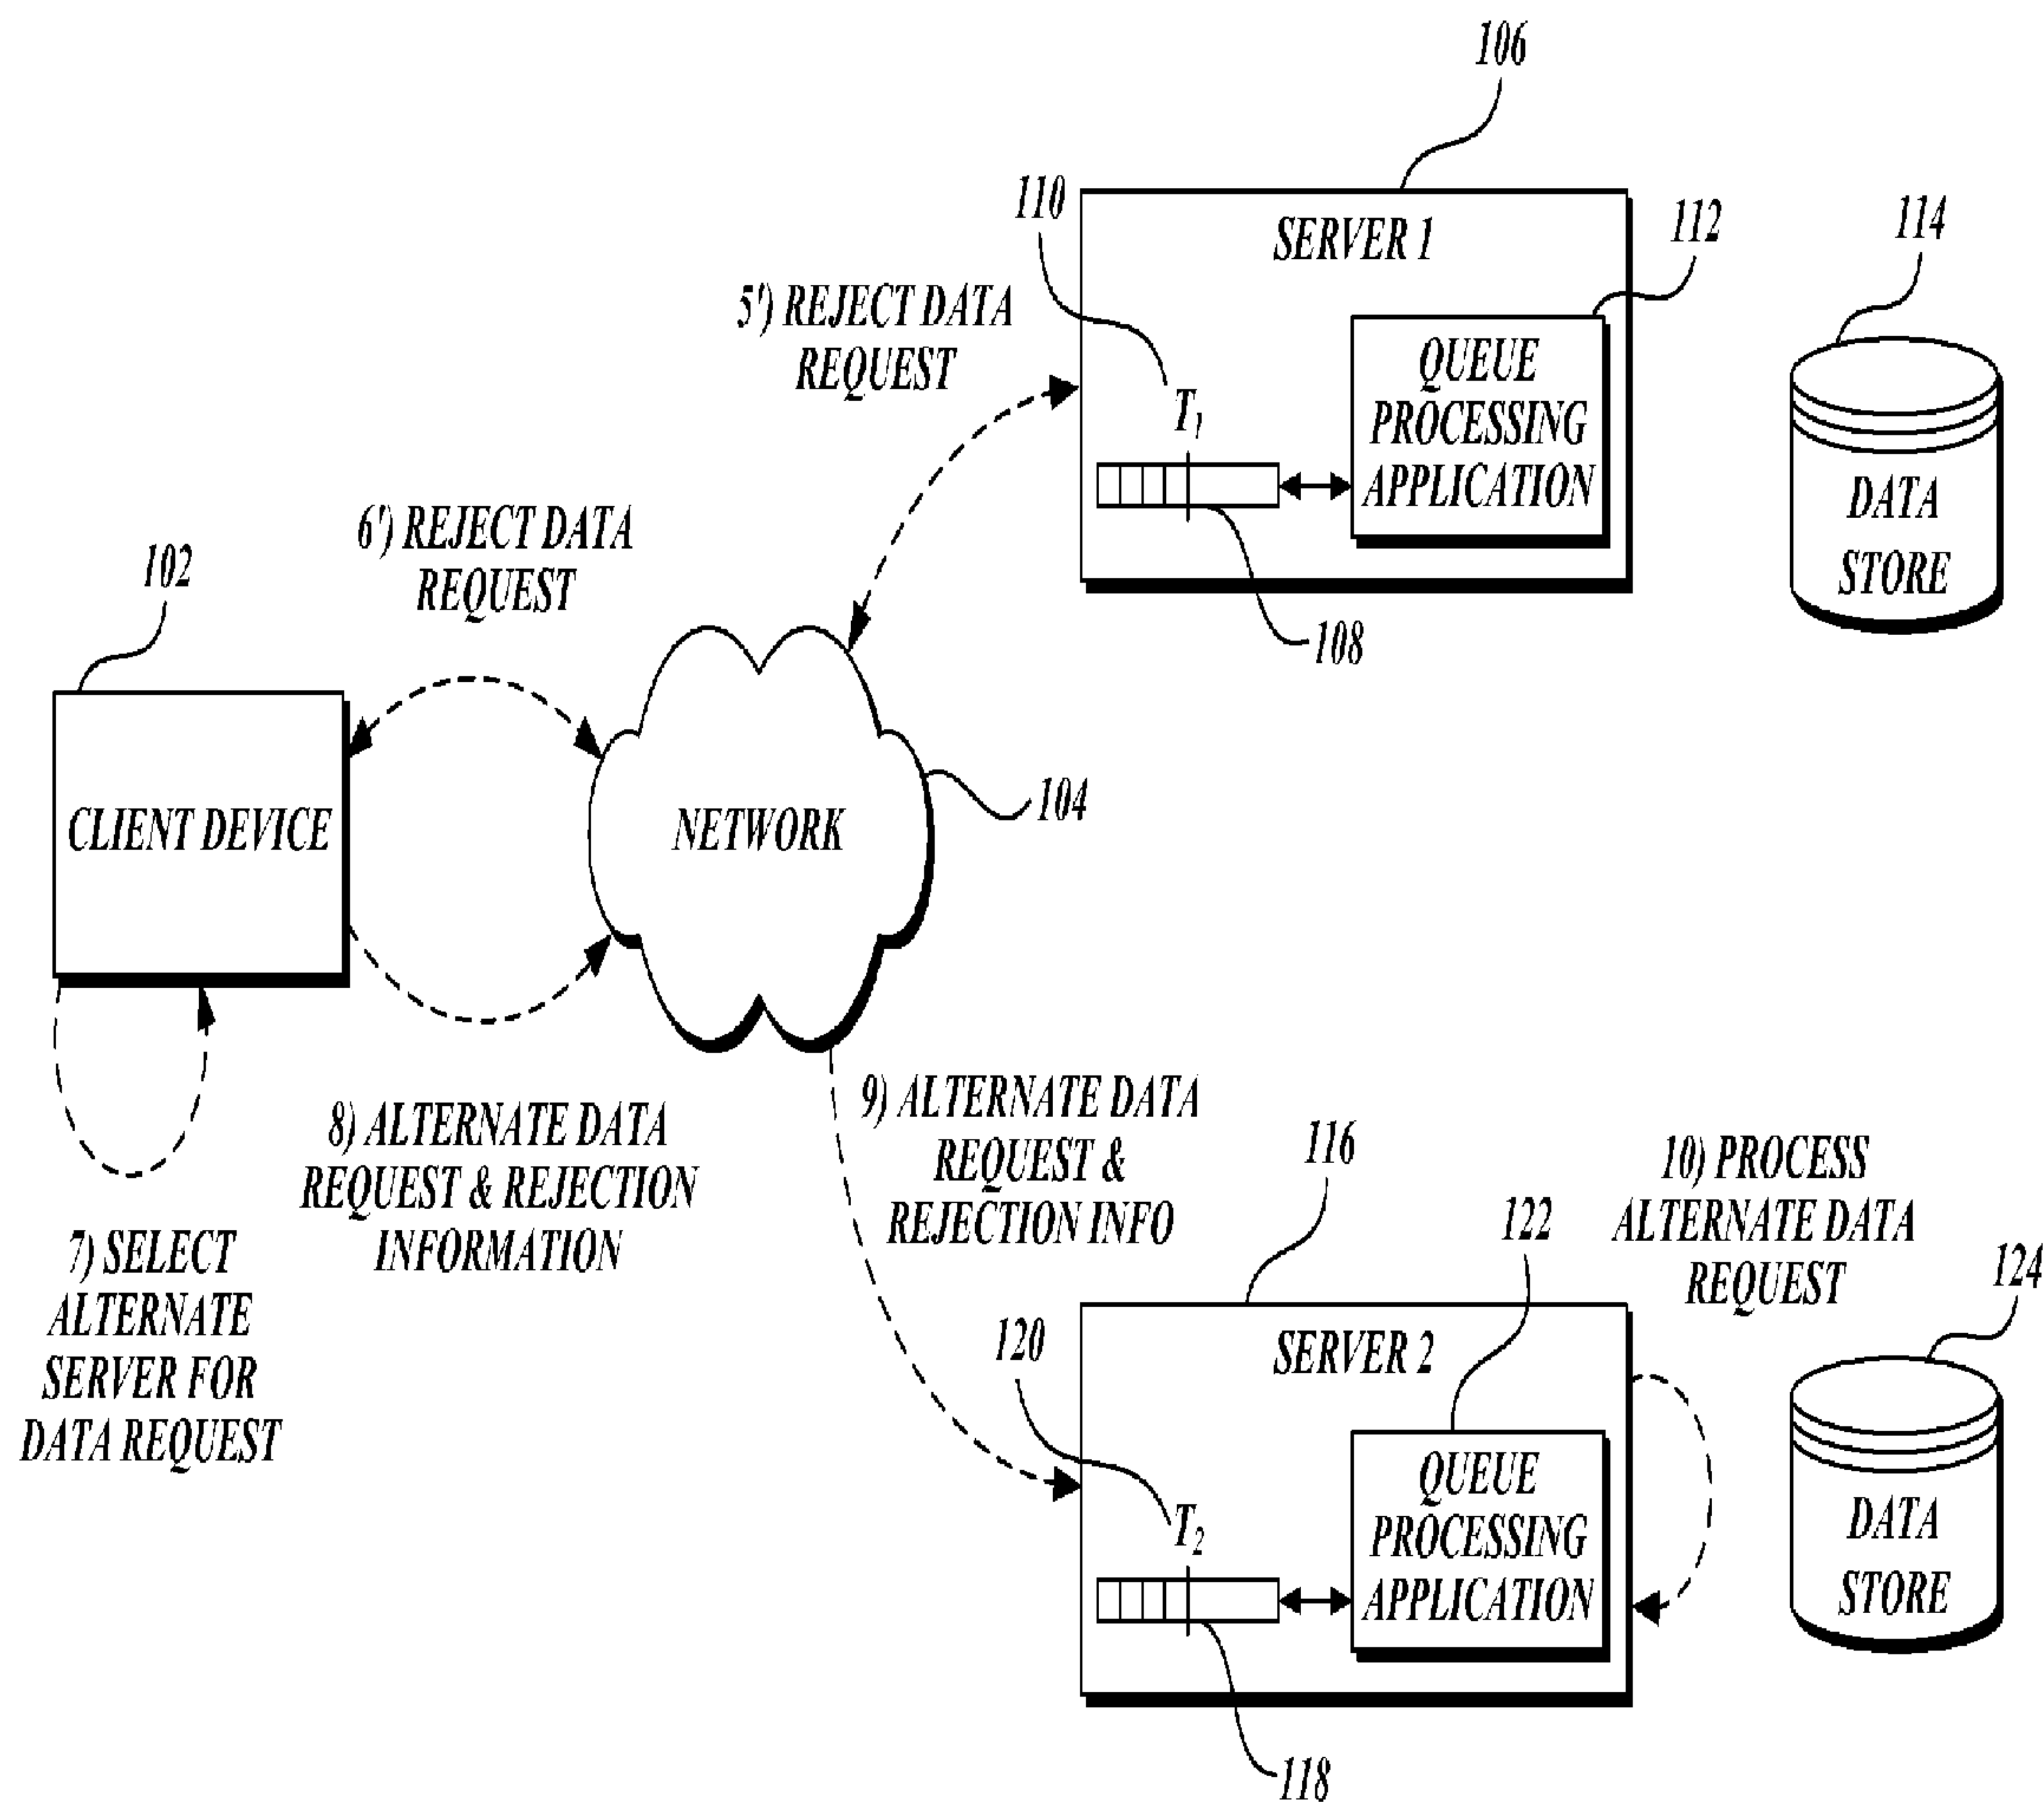 106
110
SERVER 1
112
114
5') REJECT DATA
REQUEST
QUEUE
PROCESSING
APPLICATION
T1
DATA
STORE
108
6') REJECT DATA
REQUEST
102
CLIENT DEVICE
NETWORK
104
7) SELECT
ALTERNATE
SERVER FOR
DATA REQUEST
8) ALTERNATE DATA
REQUEST & REJECTION
INFORMATION
9) ALTERNATE DATA
REQUEST &
REJECTION INFO
116
122
10) PROCESS
ALTERNATE DATA
REQUEST
124
120
SERVER 2
T2
QUEUE
PROCESSING
APPLICATION
DATA
STORE
118